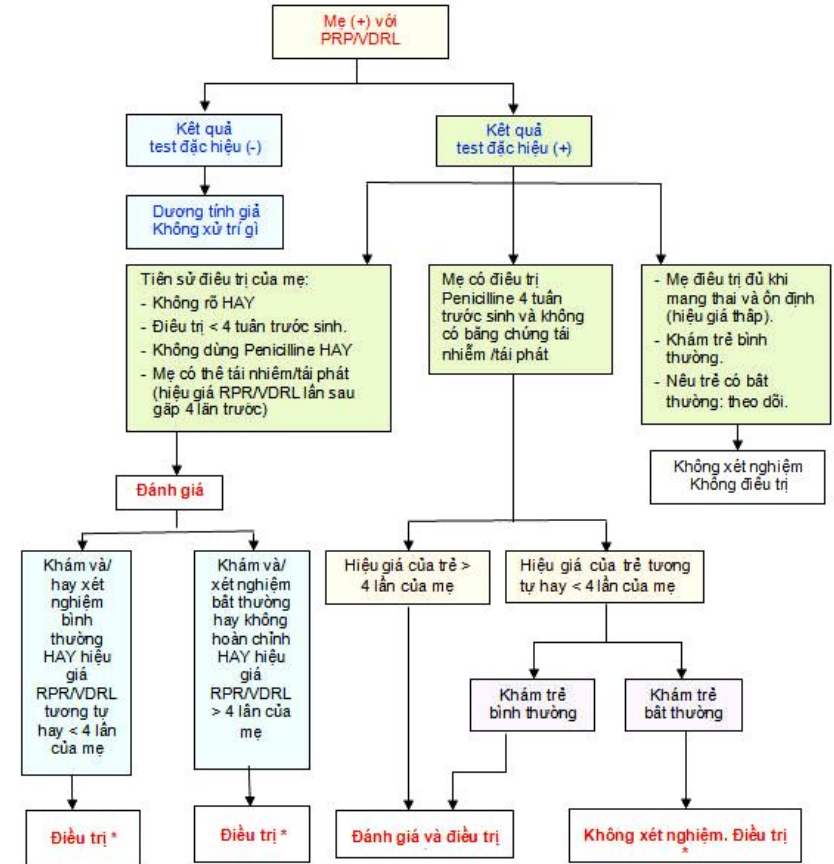 Mẹ (+) với
PRP/VDRL
Kết quả
test đặc hiệu (-)
Kết quả
test đặc hiệu (+)
Dương tính giả
Không xử trí gì
Tiên sử điều trị của mẹ:
- Không rõ HAY
- Điều trị < 4 tuần trước sinh.
- Không dùng Penicilline HAY
- Mẹ có thể tái nhiễm/tái phát
(hiệu giá RPR/VDRL lần sau
gấp 4 lần trước)
Mẹ có điều trị
Penicilline 4 tuần
trước sinh và không
có bằng chứng tái
nhiễm /tái phát
- Mẹ điều trị đủ khi
mang thai và ổn định
(hiệu giá thấp).
- Khám trẻ bình
thường.
- Nếu trẻ có bất
thường: theo dõi.
Không xét nghiệm
Không điều trị
Đánh giá
Khám và/
hay xét
nghiệm
bình
thường
HAY hiệu
giá
RPR/VDRL
tương tự
hay < 4 lần
của mẹ
Khám và/
xét nghiệm
bất thường
hay không
hoàn chỉnh
HAY hiệu
giá
RPR/VDRL
> 4 lần của
mẹ
Hiệu giá của trẻ >
4 lần của mẹ
Hiệu giá của trẻ tương
tự hay < 4 lần của mẹ
Khám trẻ
bình thường
Khám trẻ
bất thường
Điều trị *
Điều trị *
Đánh giá và điều trị
Không xét nghiệm. Điều trị
*